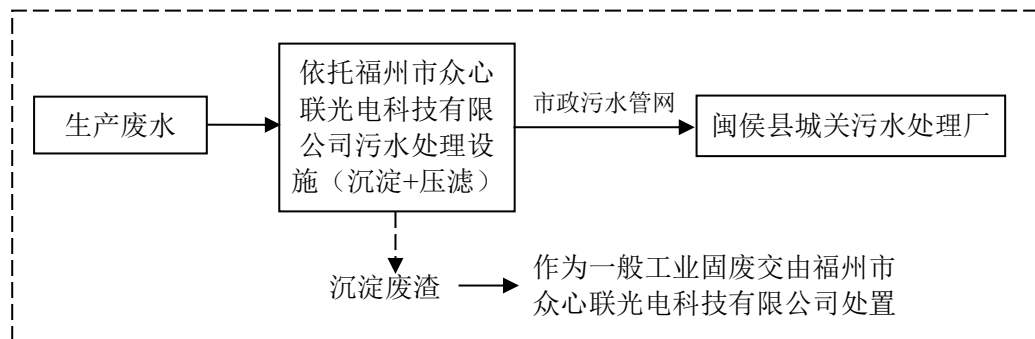 生产废水
依托福州市众心
联光电科技有限
公司污水处理设
施（沉淀+压滤）
市政污水管网
闽侯县城关污水处理厂
沉淀废渣
作为一般工业固废交由福州市
众心联光电科技有限公司处置